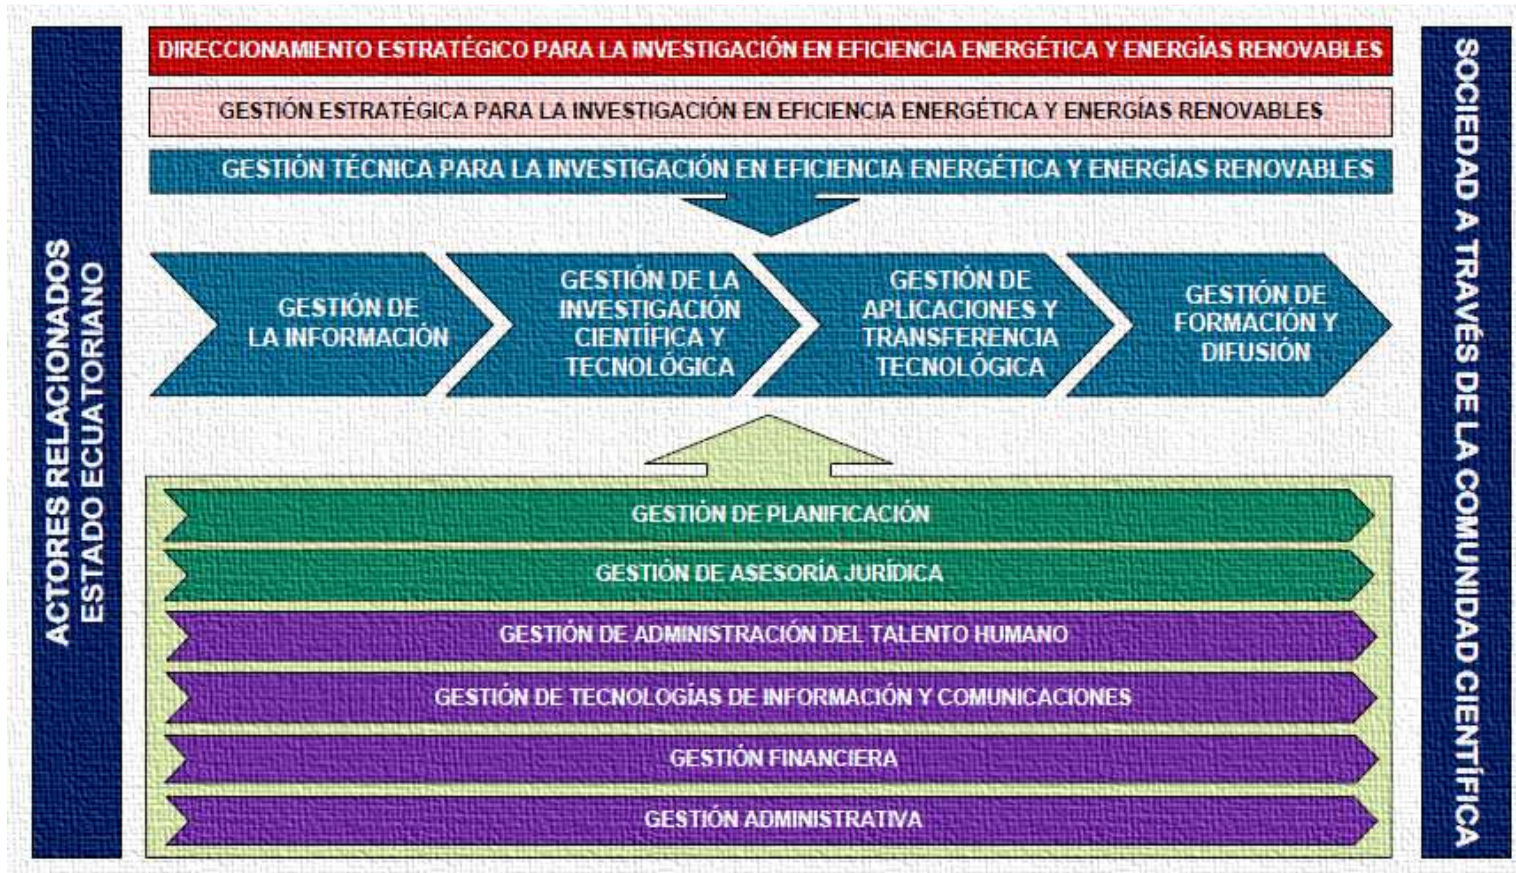 ACTORES RELACIONADOS
ESTADO ECUATORIANO
DIRECCIONAMIENTO ESTRATÉGICO PARA LA INVESTIGACIÓN EN EFICIENCIA ENERGÉTICA Y ENERGÍAS RENOVABLES
GESTIÓN ESTRATÉGICA PARA LA INVESTIGACIÓN EN EFICIENCIA ENERGÉTICA Y ENERGÍAS RENOVABLES
GESTIÓN TÉCNICA PARA LA INVESTIGACIÓN EN EFICIENCIA ENERGÉTICA Y ENERGÍAS RENOVABLES
GESTIÓN DE
LA INFORMACIÓN
GESTIÓN DE LA
INVESTIGACIÓN
CIENTÍFICA Y
TECNOLÓGICA
GESTIÓN DE
APLICACIONES Y
TRANSFERENCIA
TECNOLÓGICA
GESTIÓN DE
FORMACIÓN Y
DIFUSIÓN
GESTIÓN DE PLANIFICACIÓN
GESTIÓN DE ASESORÍA JURÍDICA
GESTIÓN DE ADMINISTRACIÓN DEL TALENTO HUMANO
GESTIÓN DE TECNOLOGÍAS DE INFORMACIÓN Y COMUNICACIONES
GESTIÓN FINANCIERA
GESTIÓN ADMINISTRATIVA
SOCIEDAD A TRAVÉS DE LA COMUNIDAD CIENTÍFICA